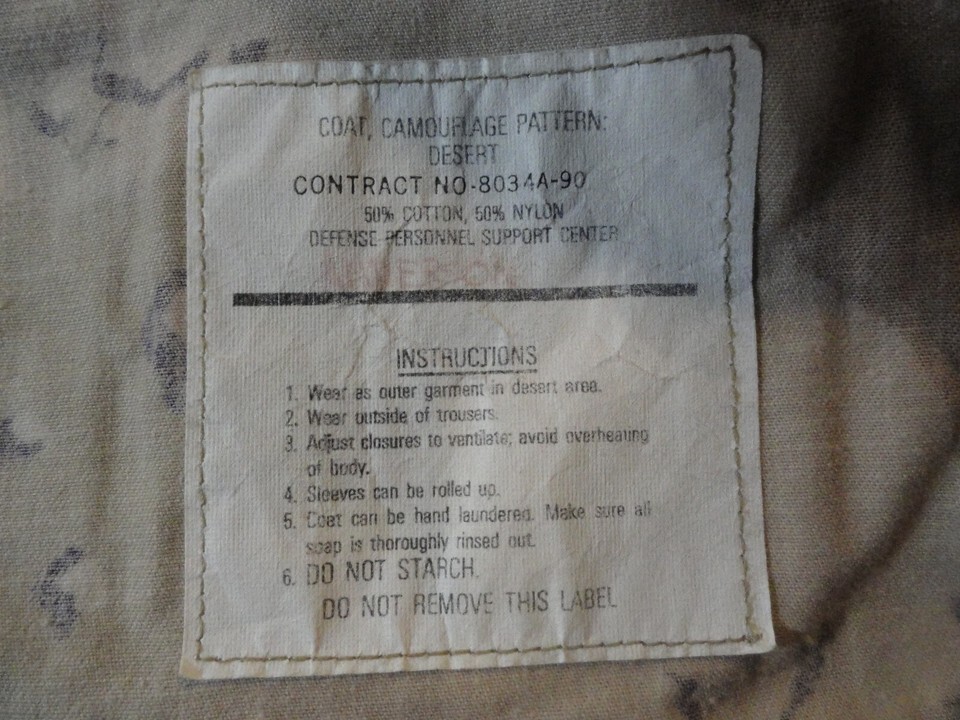 COAT, CAMOUFLAGE PATTERN:
DESERT
CONTRACT NO-8034A-90
50% COTTON, 50% NYLON
DEFENSE PERSONNEL SUPPORT CENTER
INSTRUCTIONS
1. Wear as outer garment in desert area.
2. Wear outside of trousers.
3. Adjust closures to ventilate; avoid overheating
of body.
4. Sleeves can be rolled up.
5. Coat can be hand laundered. Make sure all
soap is thoroughly rinsed out.
6. DO NOT STARCH.
DO NOT REMOVE THIS LABEL